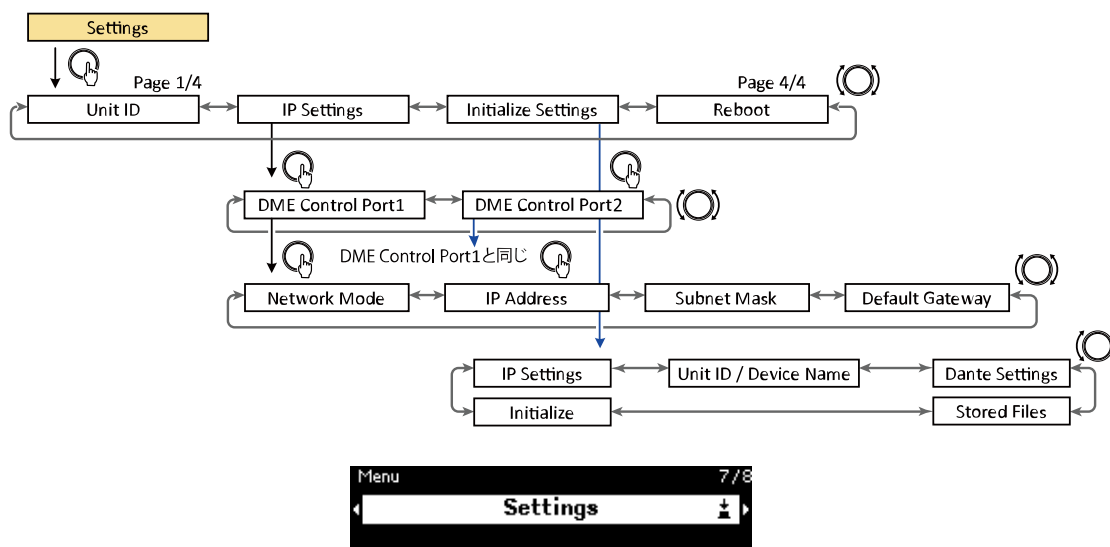 Settings
Page 1/4
Page 4/4
Unit ID
IP Settings
Initialize Settings
Reboot
DME Control Port1
DME Control Port2
DME Control Port1と同じ
Network Mode
IP Address
Subnet Mask
Default Gateway
IP Settings
Unit ID / Device Name
Dante Settings
Initialize
Stored Files
Menu
7/8
Settings